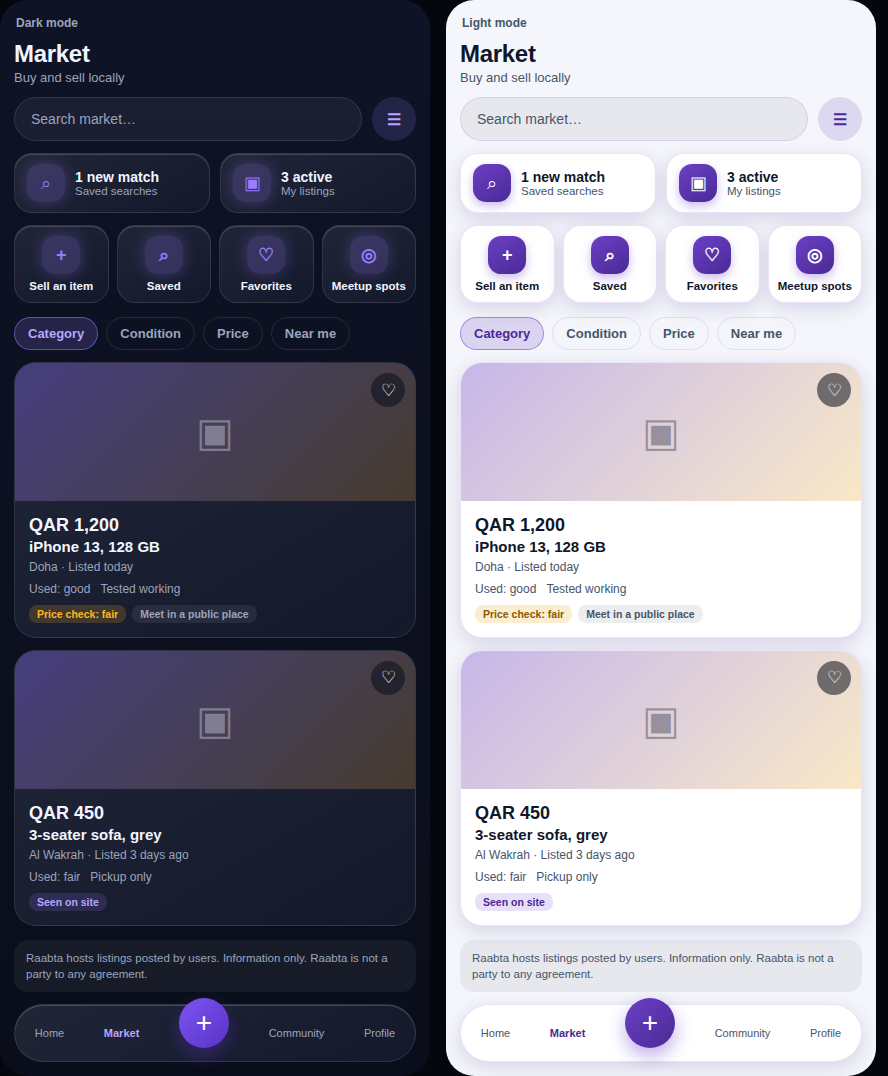 Dark mode
Market
Buy and sell locally
Search market…
1 new match
Saved searches
3 active
My listings
Sell an item
Saved
Favorites
Meetup spots
Category
Condition
Price
Near me
QAR 1,200
iPhone 13, 128 GB
Doha · Listed today
Used: good Tested working
Price check: fair
Meet in a public place
QAR 450
3-seater sofa, grey
Al Wakrah · Listed 3 days ago
Used: fair Pickup only
Seen on site
Raabta hosts listings posted by users. Information only. Raabta is not a
party to any agreement.
Home
Market
+
Community
Profile
Light mode
Market
Buy and sell locally
Search market…
1 new match
Saved searches
3 active
My listings
Sell an item
Saved
Favorites
Meetup spots
Category
Condition
Price
Near me
QAR 1,200
iPhone 13, 128 GB
Doha · Listed today
Used: good Tested working
Price check: fair
Meet in a public place
QAR 450
3-seater sofa, grey
Al Wakrah · Listed 3 days ago
Used: fair Pickup only
Seen on site
Raabta hosts listings posted by users. Information only. Raabta is not a
party to any agreement.
Home
Market
+
Community
Profile